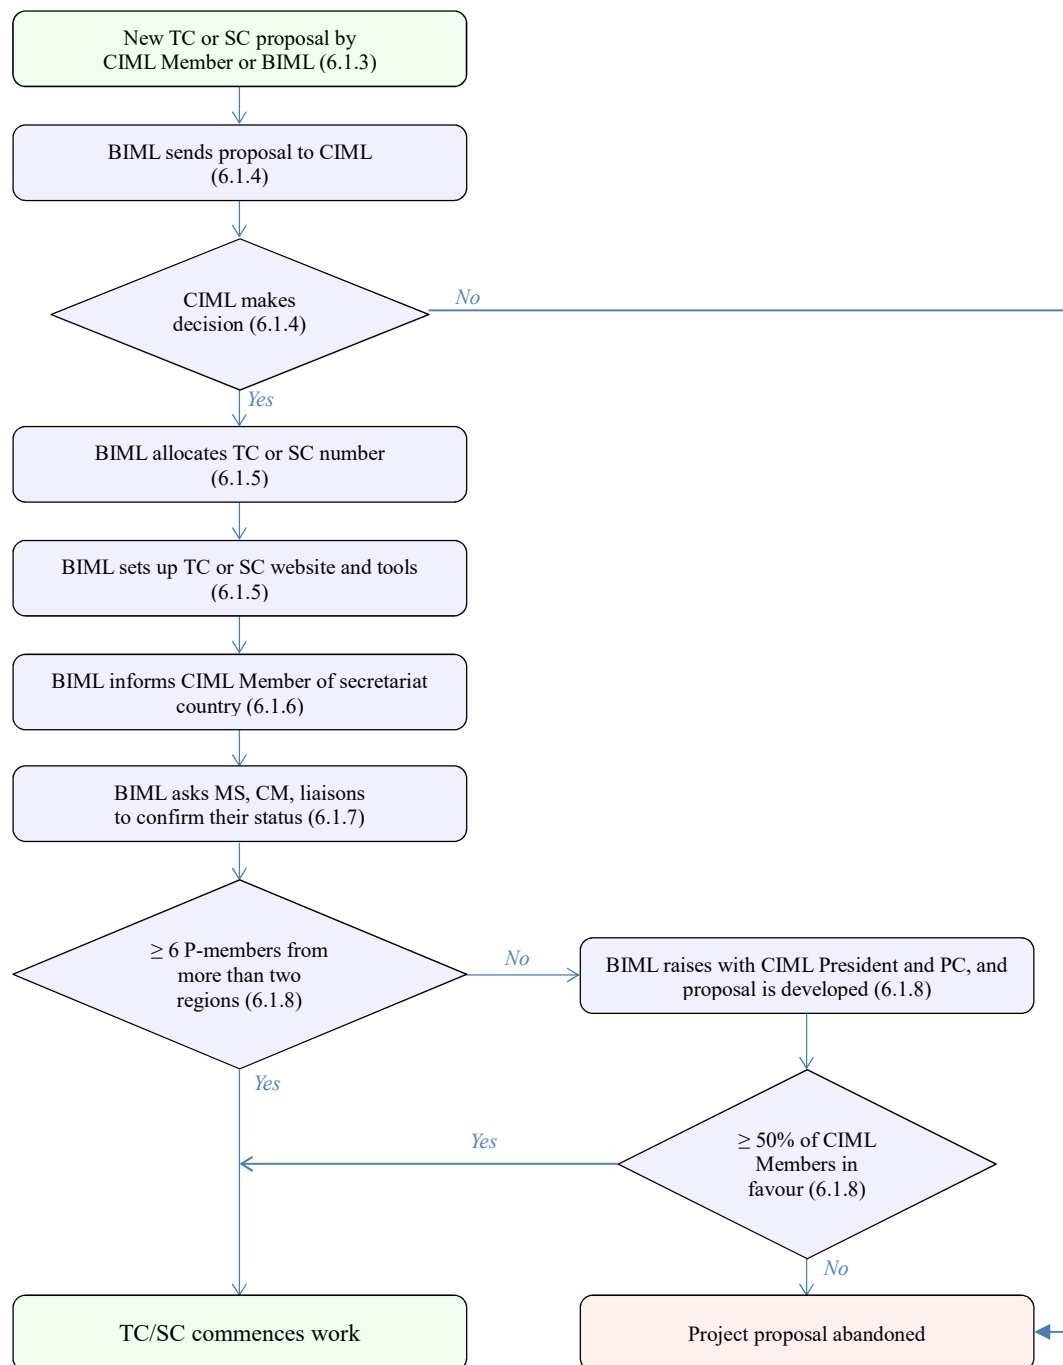 New TC or SC proposal by
CIML Member or BIML (6.1.3)
BIML sends proposal to CIML
(6.1.4)
CIML makes
decision (6.1.4)
No
Yes
BIML allocates TC or SC number
(6.1.5)
BIML sets up TC or SC website and tools
(6.1.5)
BIML informs CIML Member of secretariat
country (6.1.6)
BIML asks MS, CM, liaisons
to confirm their status (6.1.7)
≥ 6 P-members from
more than two
regions (6.1.8)
No
BIML raises with CIML President and PC, and
proposal is developed (6.1.8)
Yes
≥ 50% of CIML
Members in
favour (6.1.8)
Yes
No
TC/SC commences work
Project proposal abandoned